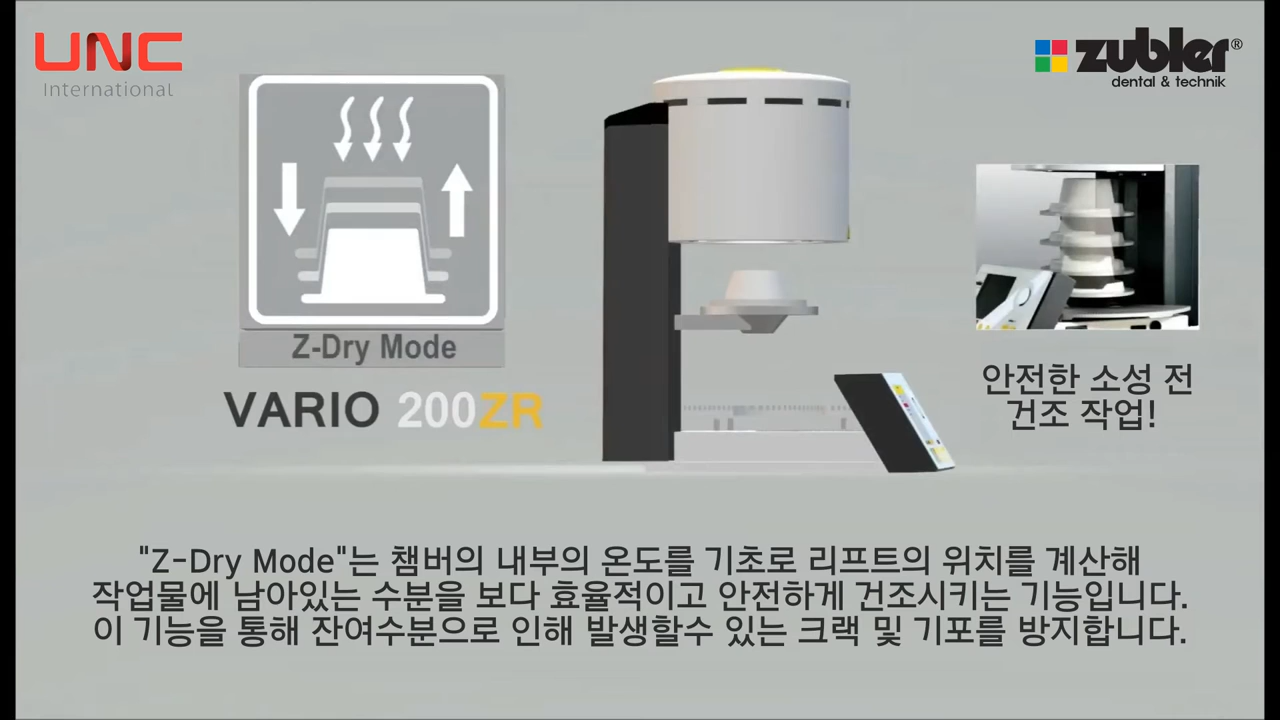 UNC
International
zubler®
dental & technik
Z-Dry Mode
VARIO 200ZR
안전한 소성 전
건조 작업!
"Z-Dry Mode"는 챔버의 내부의 온도를 기초로 리프트의 위치를 계산해
작업물에 남아있는 수분을 보다 효율적이고 안전하게 건조시키는 기능입니다.
이 기능을 통해 잔여수분으로 인해 발생할수 있는 크랙 및 기포를 방지합니다.